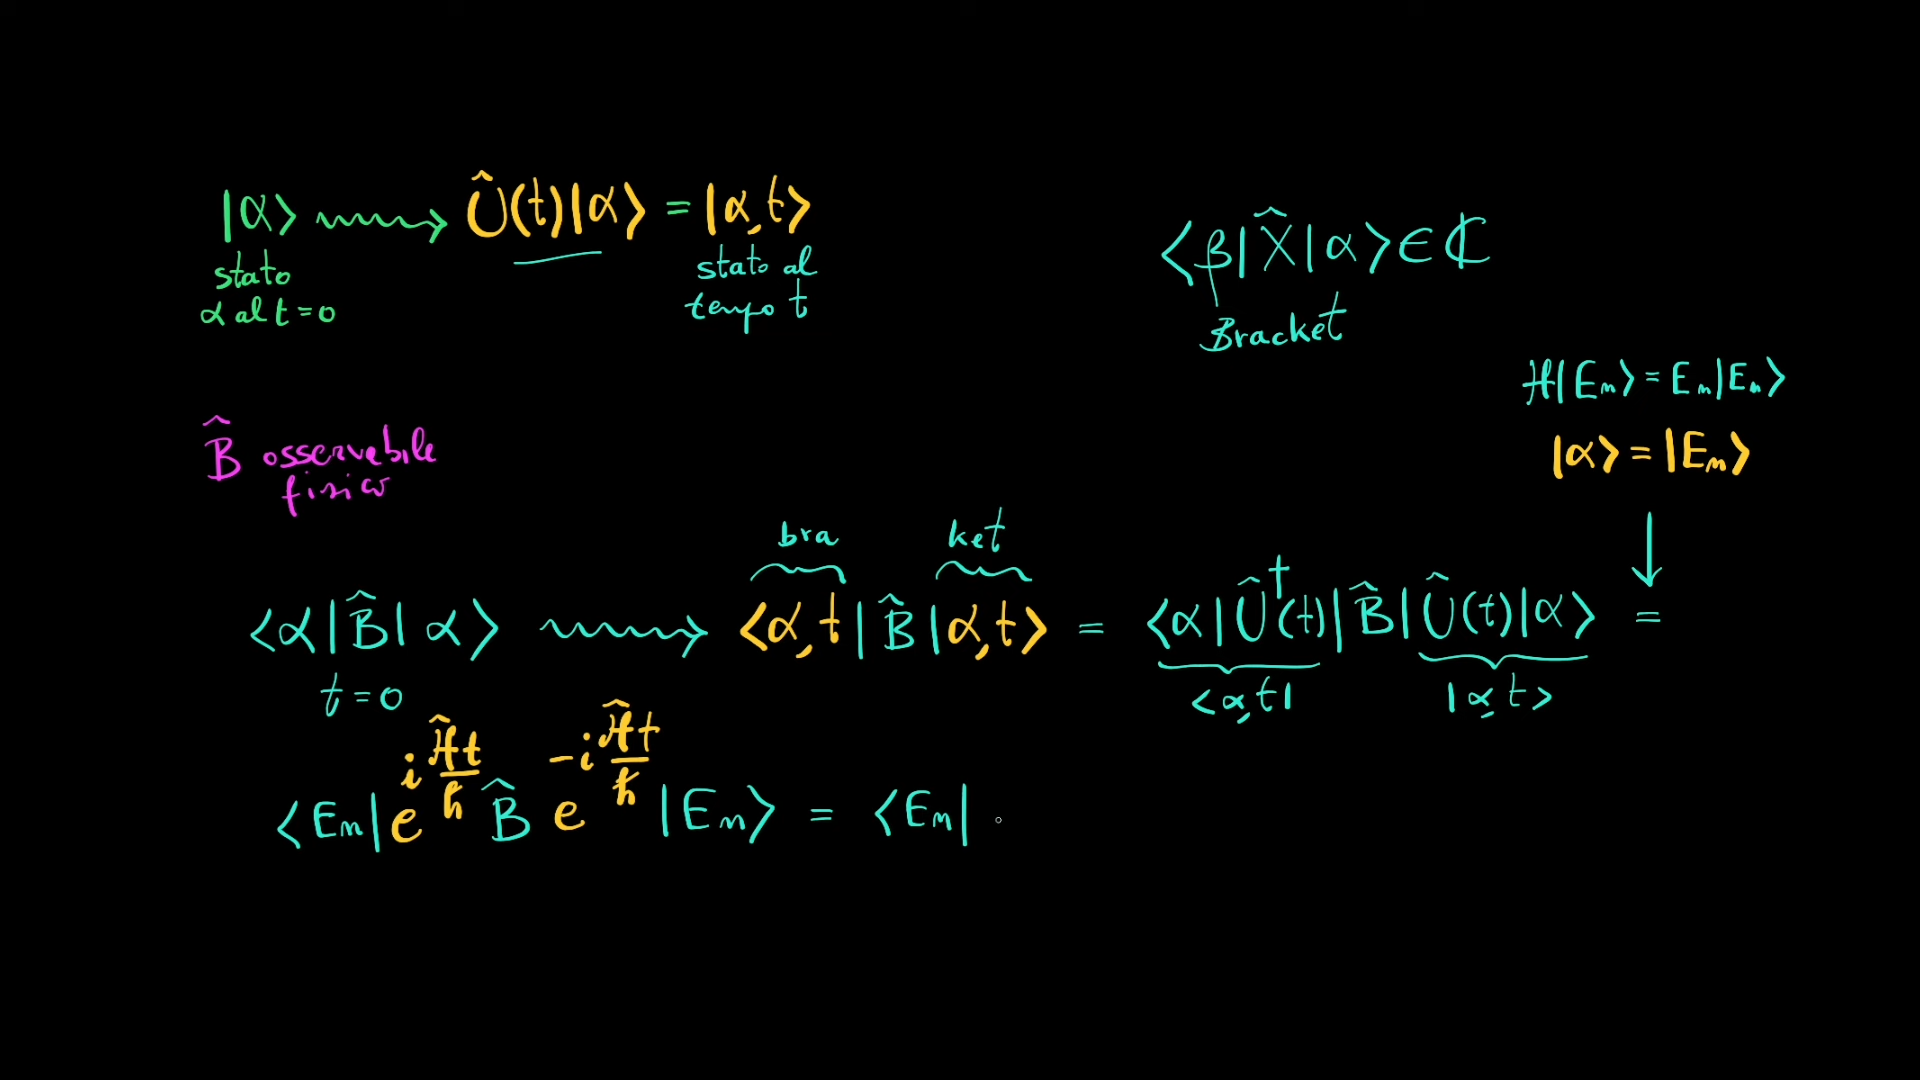 |α⟩ ⟿ Û(t)|α⟩ = |α,t⟩
stato
α al t = 0
stato al
tempo t
⟨β|X̂|α⟩ ∈ ℂ
Bracket
H|En⟩ = En|En⟩
|α⟩ = |En⟩
B̂ osservabile
fisico
bra ket
⟨α|B̂|α⟩ ⟿ ⟨α,t|B̂|α,t⟩ = ⟨α|Û†(t)|B̂|Û(t)|α⟩ =
t = 0
⟨α,t| |α,t⟩
⟨En|e^{iĤt/ħ} B̂ e^{-iĤt/ħ}|En⟩ = ⟨En|